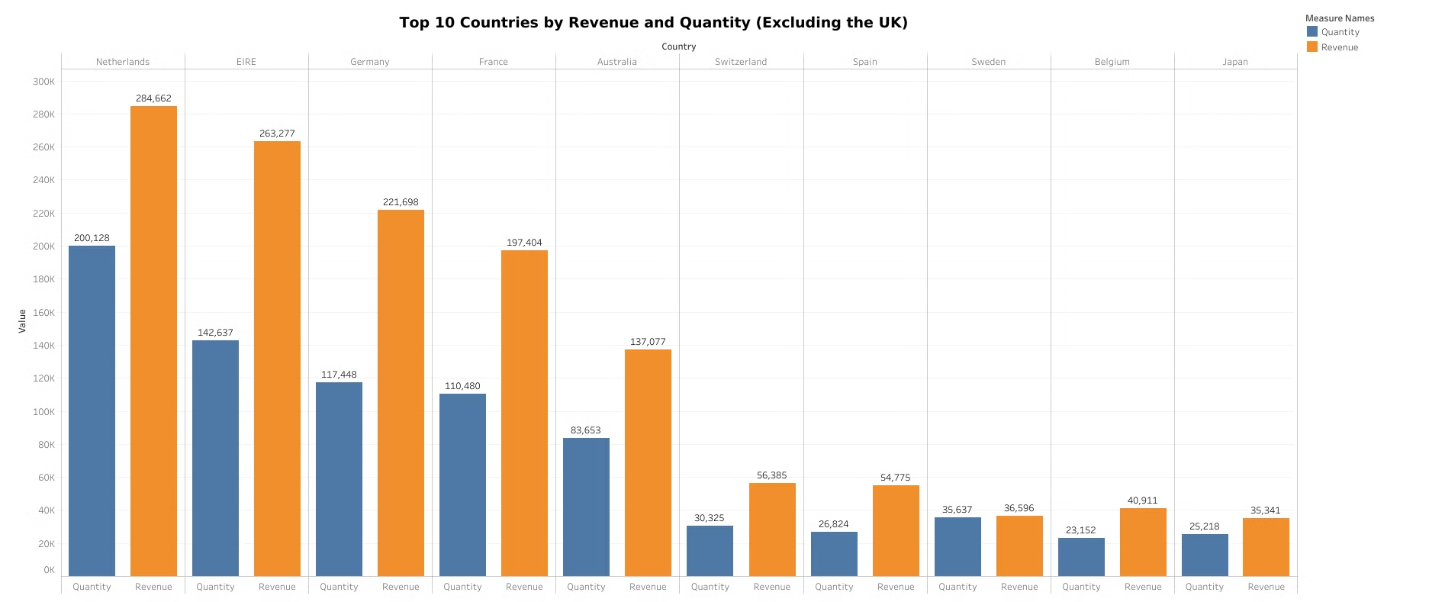 Top 10 Countries by Revenue and Quantity (Excluding the UK)
Measure Names
Quantity
Revenue
Country
Netherlands EIRE Germany France Australia Switzerland Spain Sweden Belgium Japan
Value
300K
280K
260K
240K
220K
200K
180K
160K
140K
120K
100K
80K
60K
40K
20K
0K
200,128 284,662 142,637 263,277 117,448 221,698 110,480 197,404 83,653 137,077 30,325 56,385 26,824 54,775 35,637 36,596 23,152 40,911 25,218 35,341
Quantity Revenue Quantity Revenue Quantity Revenue Quantity Revenue Quantity Revenue Quantity Revenue Quantity Revenue Quantity Revenue Quantity Revenue Quantity Revenue